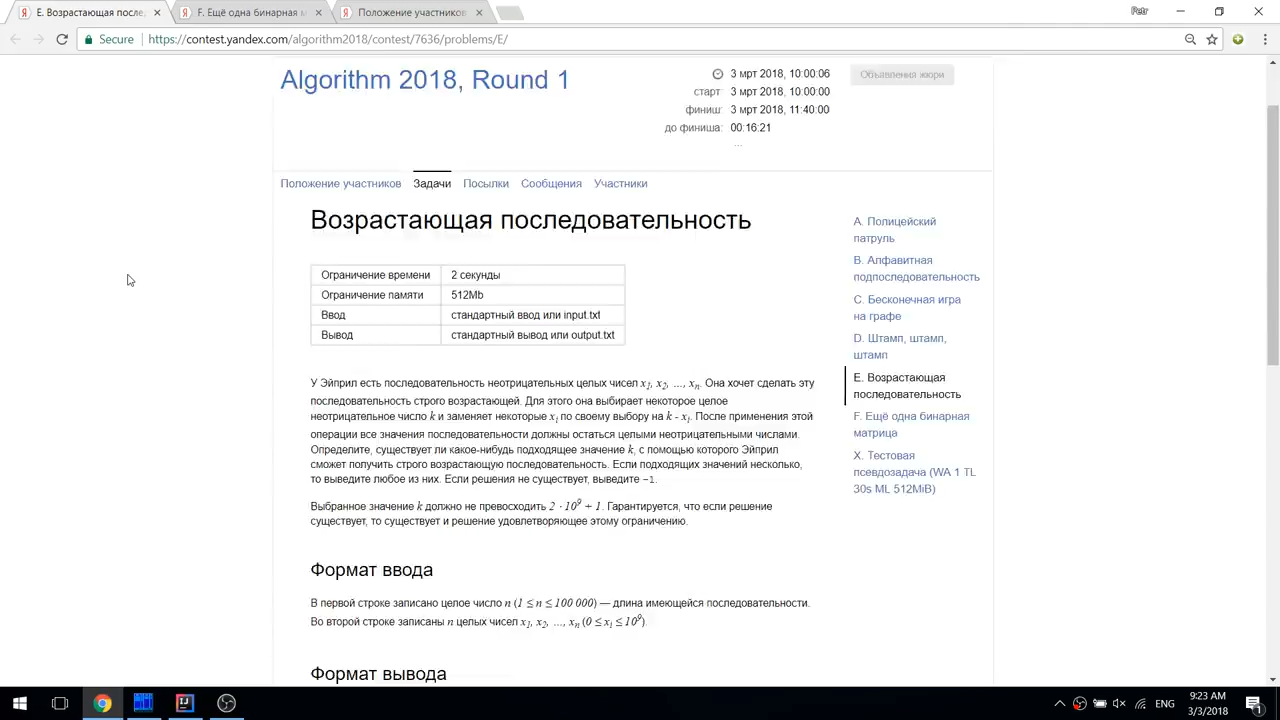 Е. Возрастающая после
F. Ещё одна бинарная м
Положение участников
Petr
Secure
https://contest.yandex.com/algorithm2018/contest/7636/problems/E/
Algorithm 2018, Round 1
3 мрт 2018, 10:00:06
старт: 3 мрт 2018, 10:00:00
финиш: 3 мрт 2018, 11:40:00
до финиша: 00:16:21
...
Объявления жюри
Положение участников Задачи Посылки Сообщения Участники
Возрастающая последовательность
Ограничение времени 2 секунды
Ограничение памяти 512Mb
Ввод стандартный ввод или input.txt
Вывод стандартный вывод или output.txt
У Эйприл есть последовательность неотрицательных целых чисел x1, x2, ..., xn. Она хочет сделать эту
последовательность строго возрастающей. Для этого она выбирает некоторое целое
неотрицательное число k и заменяет некоторые xi по своему выбору на k - xi. После применения этой
операции все значения последовательности должны остаться целыми неотрицательными числами.
Определите, существует ли какое-нибудь подходящее значение k, с помощью которого Эйприл
сможет получить строго возрастающую последовательность. Если подходящих значений несколько,
то выведите любое из них. Если решения не существует, выведите −1.
Выбранное значение k должно не превосходить 2 · 10^9 + 1. Гарантируется, что если решение
существует, то существует и решение удовлетворяющее этому ограничению.
Формат ввода
В первой строке записано целое число n (1 ≤ n ≤ 100 000) — длина имеющейся последовательности.
Во второй строке записаны n целых чисел x1, x2, ..., xn (0 ≤ xi ≤ 10^9).
Формат вывода
A. Полицейский
патруль
B. Алфавитная
подпоследовательность
C. Бесконечная игра
на графе
D. Штамп, штамп,
штамп
E. Возрастающая
последовательность
F. Ещё одна бинарная
матрица
X. Тестовая
псевдозадача (WA 1 TL
30s ML 512MiB)
ENG
9:23 AM
3/3/2018
1